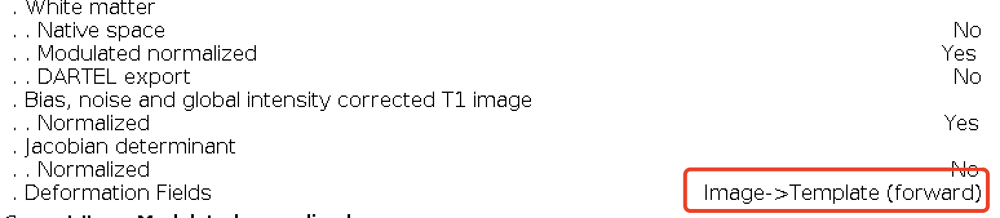 . White matter
. . Native space No
. . Modulated normalized Yes
. . DARTEL export No
. Bias, noise and global intensity corrected T1 image
. . Normalized Yes
. Jacobian determinant
. . Normalized No
. Deformation Fields Image->Template (forward)